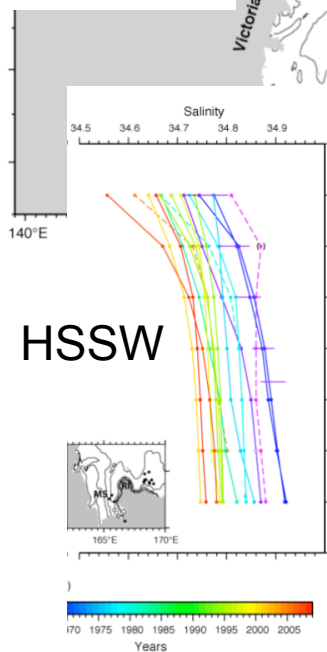 Victoria
Salinity
34.5 34.6 34.7 34.8 34.9
140°E
HSSW
MS RI
165°E 170°E
)
970 1975 1980 1985 1990 1995 2000 2005
Years